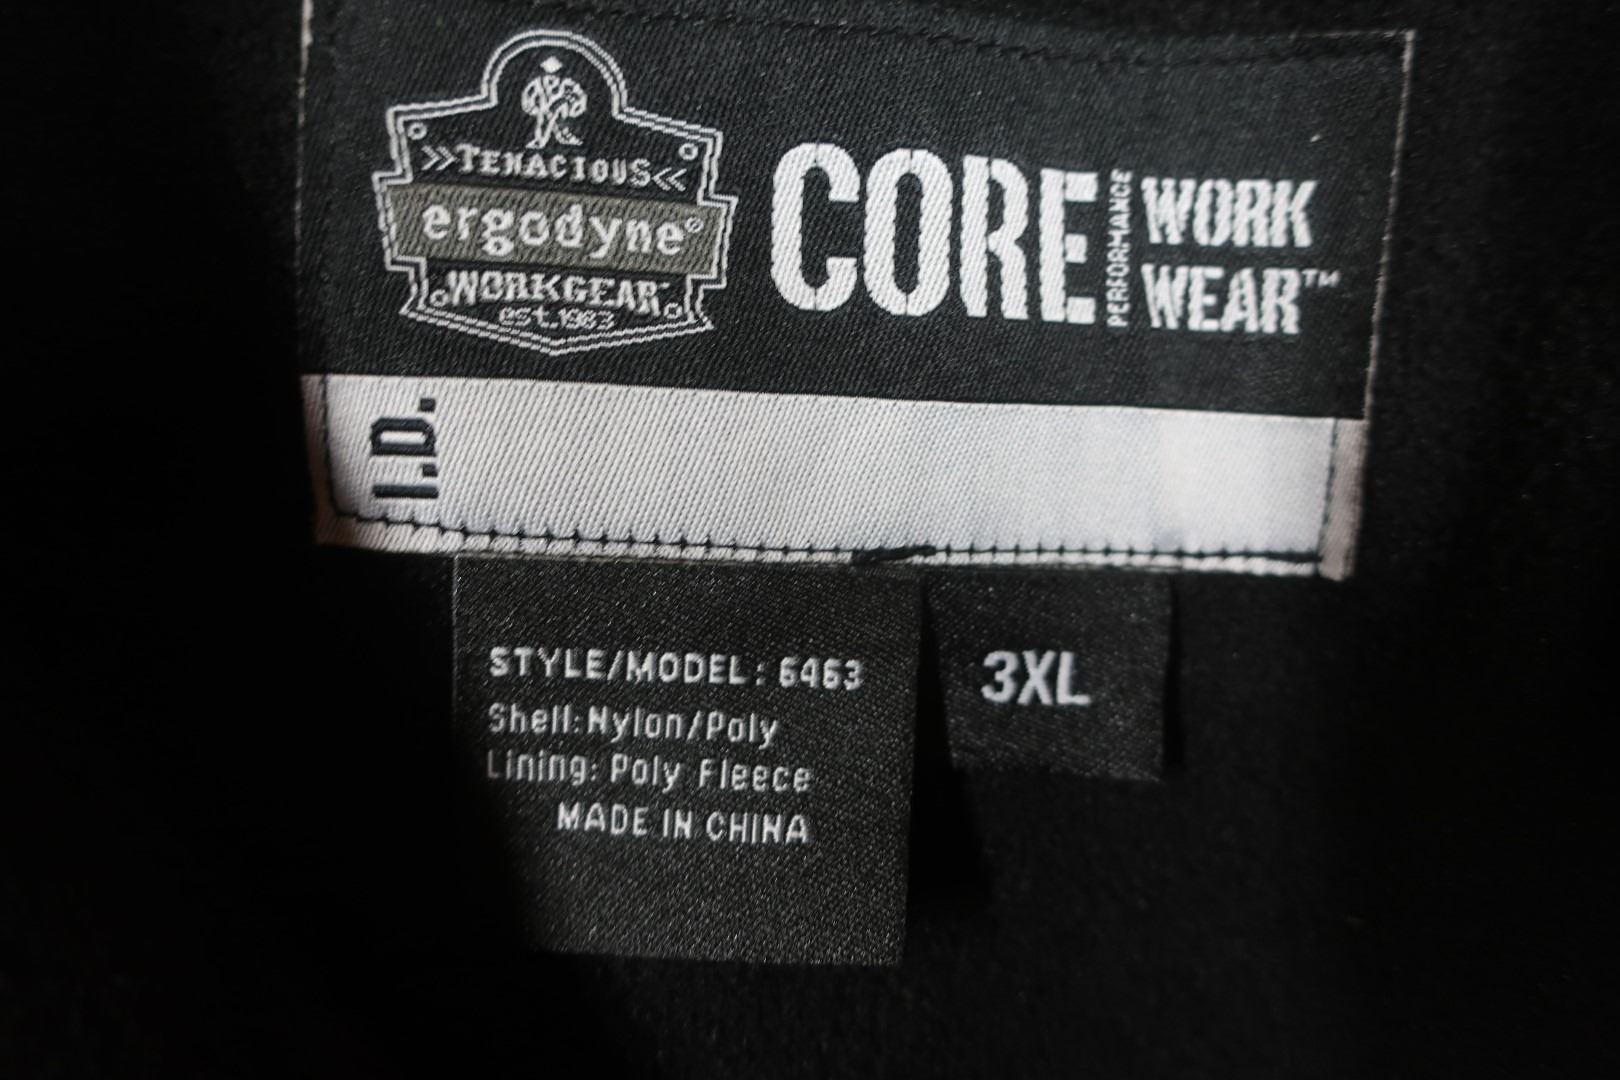 »TENACIOUS«
ergodyne®
WORKGEAR™
est.1983
CORE
PERFORMANCE
WORK
WEAR™
I.D.
STYLE/MODEL: 6463
Shell: Nylon/Poly
Lining: Poly Fleece
MADE IN CHINA
3XL